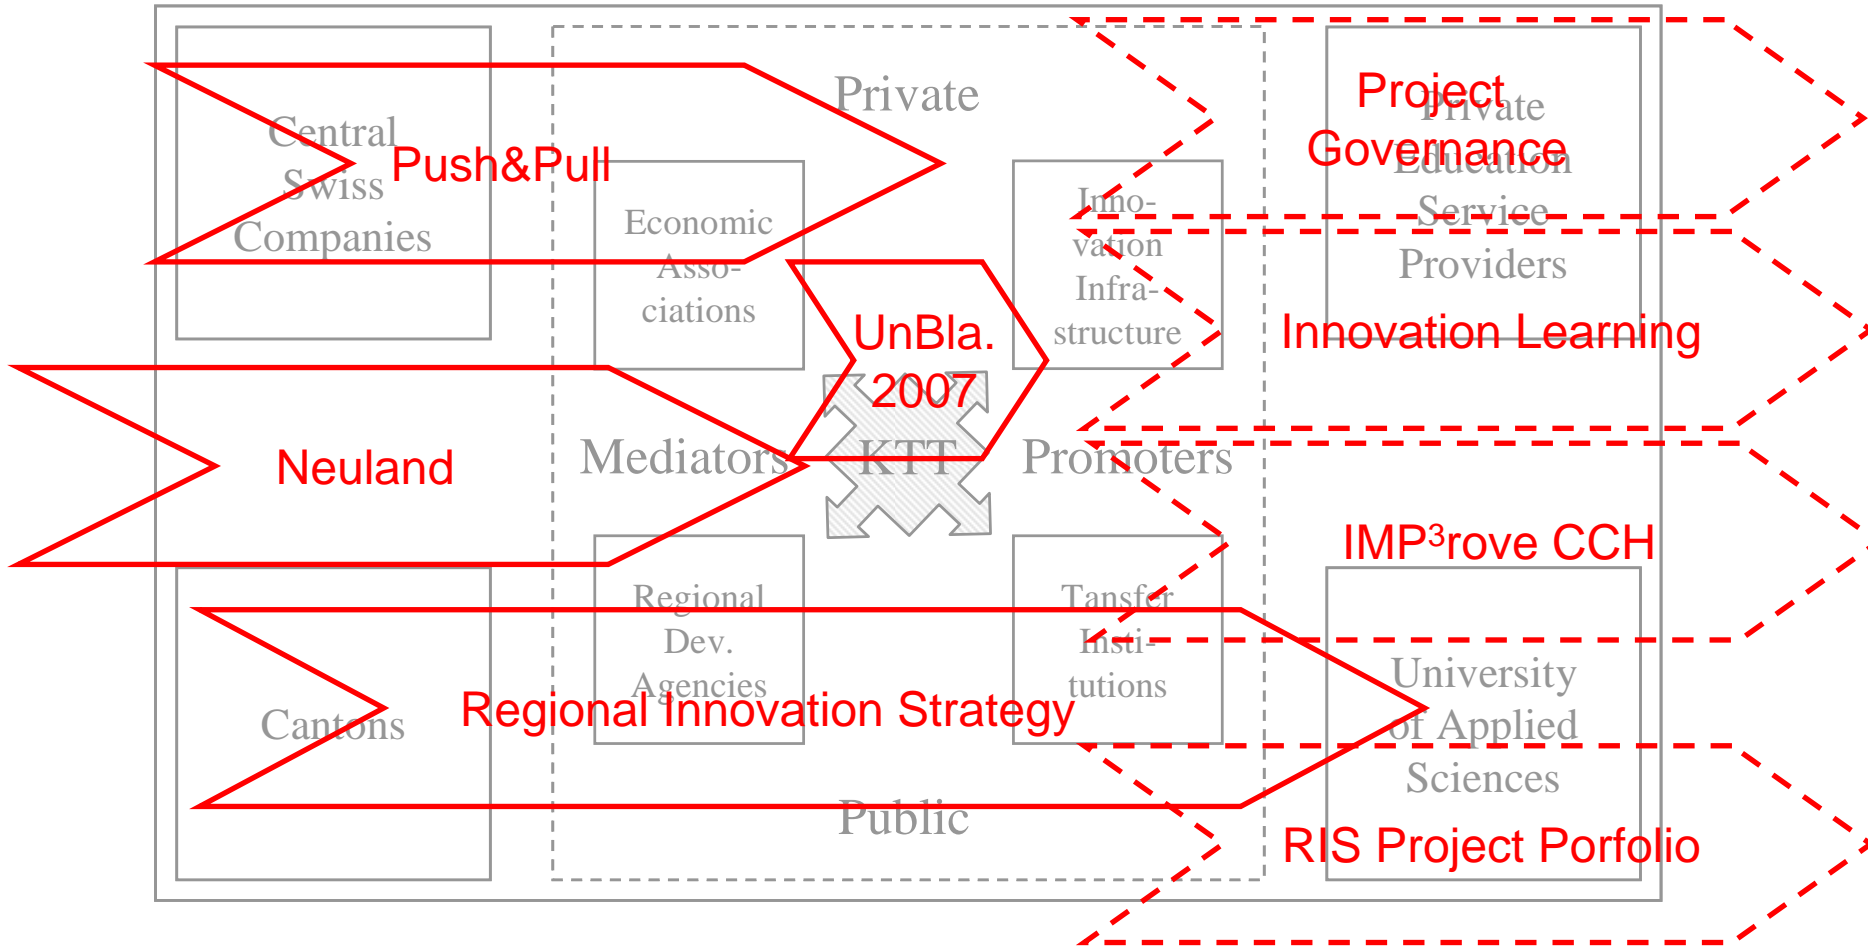 Private
Project
Governance
Private
Education
Service
Providers
Central
Swiss
Companies
Push&Pull
Economic
Asso-
ciations
Inno-
vation
Infra-
structure
UnBla.
2007
Innovation Learning
Neuland
Mediators
KTT
Promoters
IMP³rove CCH
Regional
Dev.
Agencies
Tansfer
Insti-
tutions
Cantons
Regional Innovation Strategy
University
of Applied
Sciences
Public
RIS Project Porfolio